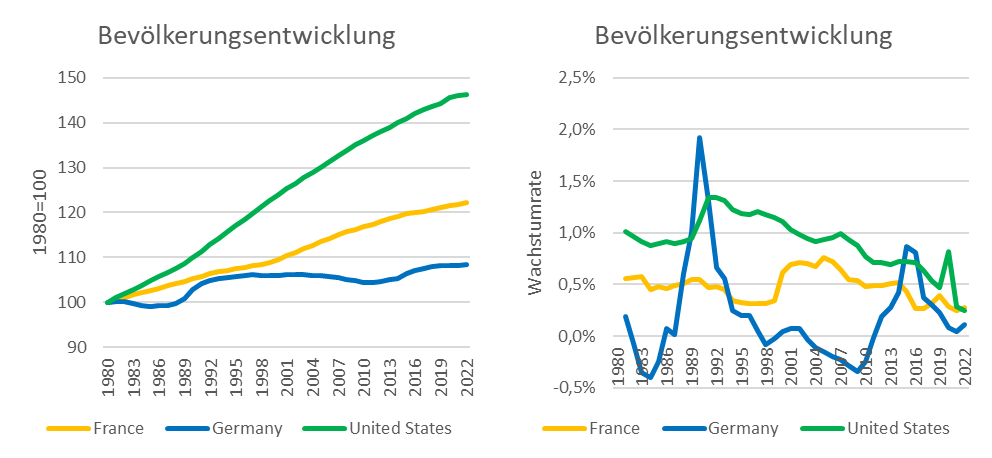 Bevölkerungsentwicklung
1980=100
150
140
130
120
110
100
90
1980 1983 1986 1989 1992 1995 1998 2001 2004 2007 2010 2013 2016 2019 2022
France Germany United States
Bevölkerungsentwicklung
Wachstumrate
2,5%
2,0%
1,5%
1,0%
0,5%
0,0%
-0,5%
1980 1983 1986 1989 1992 1995 1998 2001 2004 2007 2010 2013 2016 2019 2022
France Germany United States